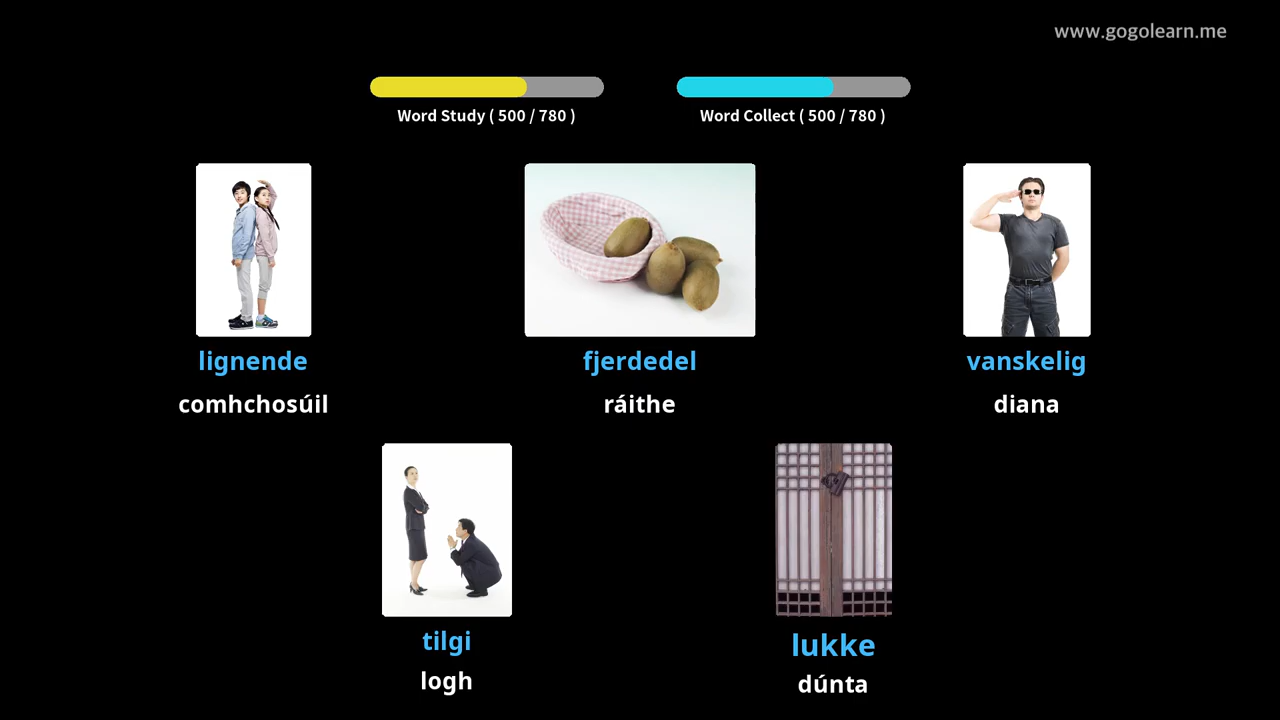 www.gogolearn.me
Word Study ( 500 / 780 )
Word Collect ( 500 / 780 )
lignende
comhchosúil
fjerdedel
ráithe
vanskelig
diana
tilgi
logh
lukke
dúnta